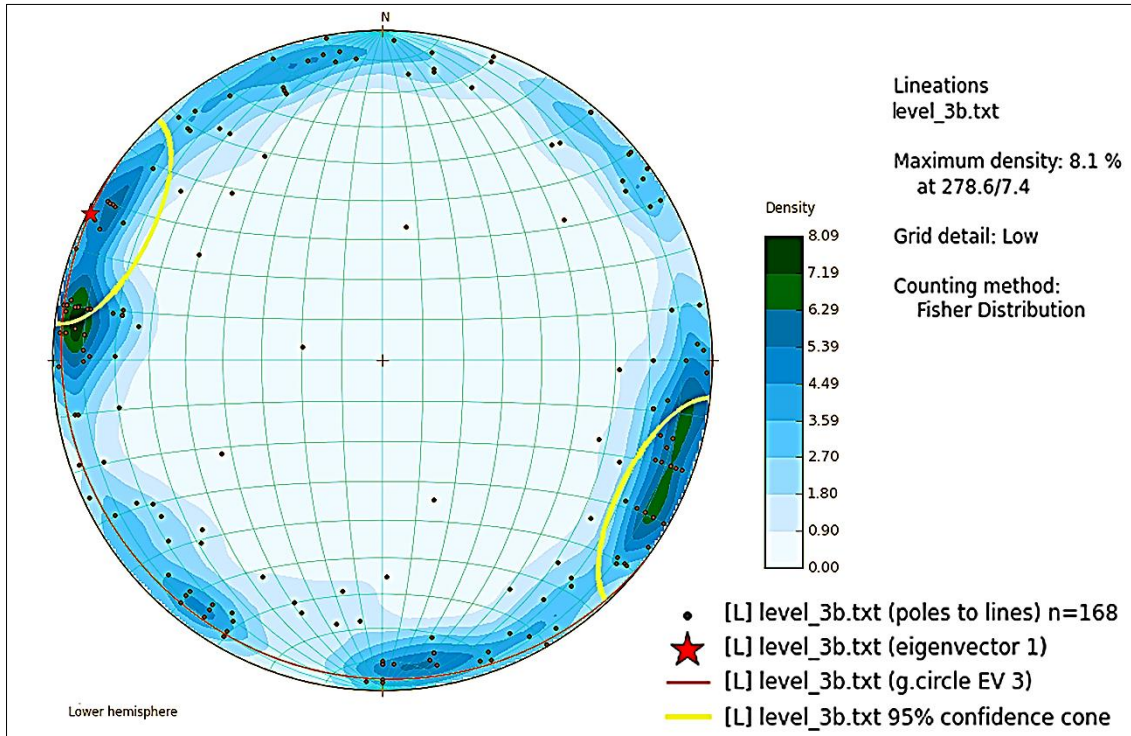 N
Lineations
level_3b.txt
Maximum density: 8.1 %
at 278.6/7.4
Grid detail: Low
Counting method:
Fisher Distribution
Density
8.09
7.19
6.29
5.39
4.49
3.59
2.70
1.80
0.90
0.00
[L] level_3b.txt (poles to lines) n=168
[L] level_3b.txt (eigenvector 1)
[L] level_3b.txt (g.circle EV 3)
[L] level_3b.txt 95% confidence cone
Lower hemisphere